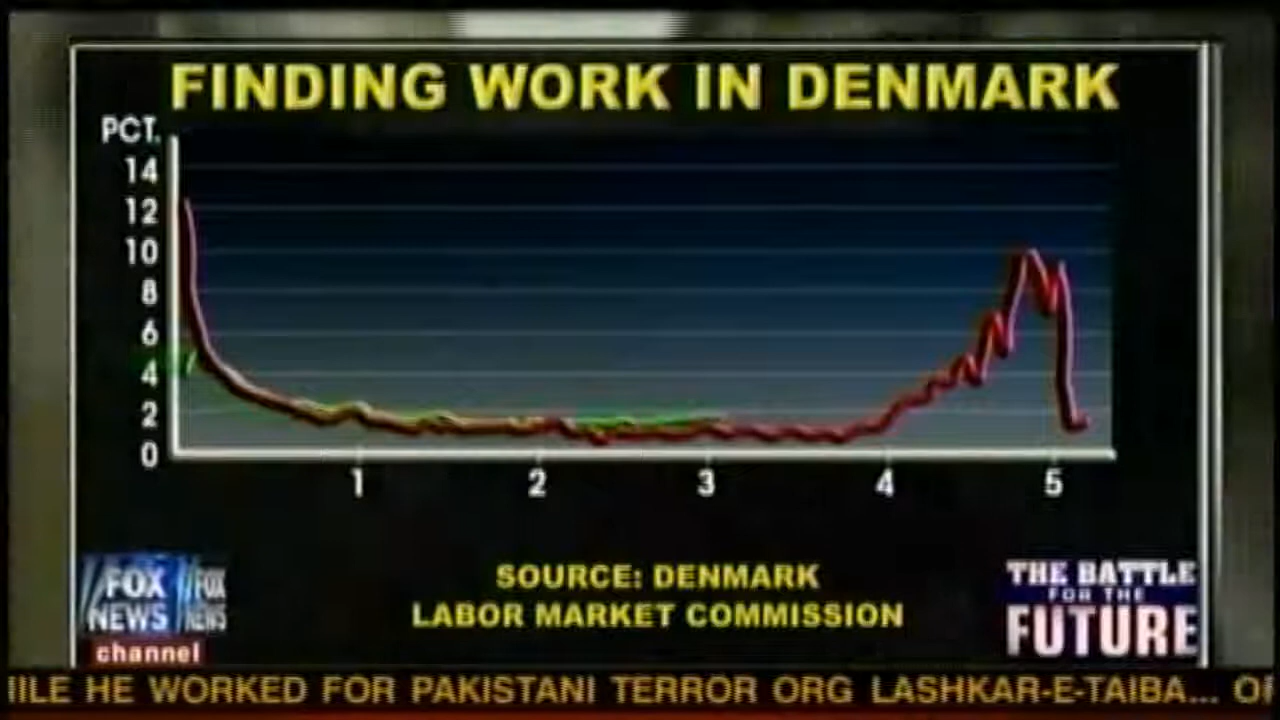 FINDING WORK IN DENMARK
PCT.
14
12
10
8
6
4
2
0
1 2 3 4 5
SOURCE: DENMARK
LABOR MARKET COMMISSION
FOX NEWS
FOX NEWS
channel
THE BATTLE
FOR THE
FUTURE
HE WORKED FOR PAKISTANI TERROR ORG LASHKAR-E-TAIBA...